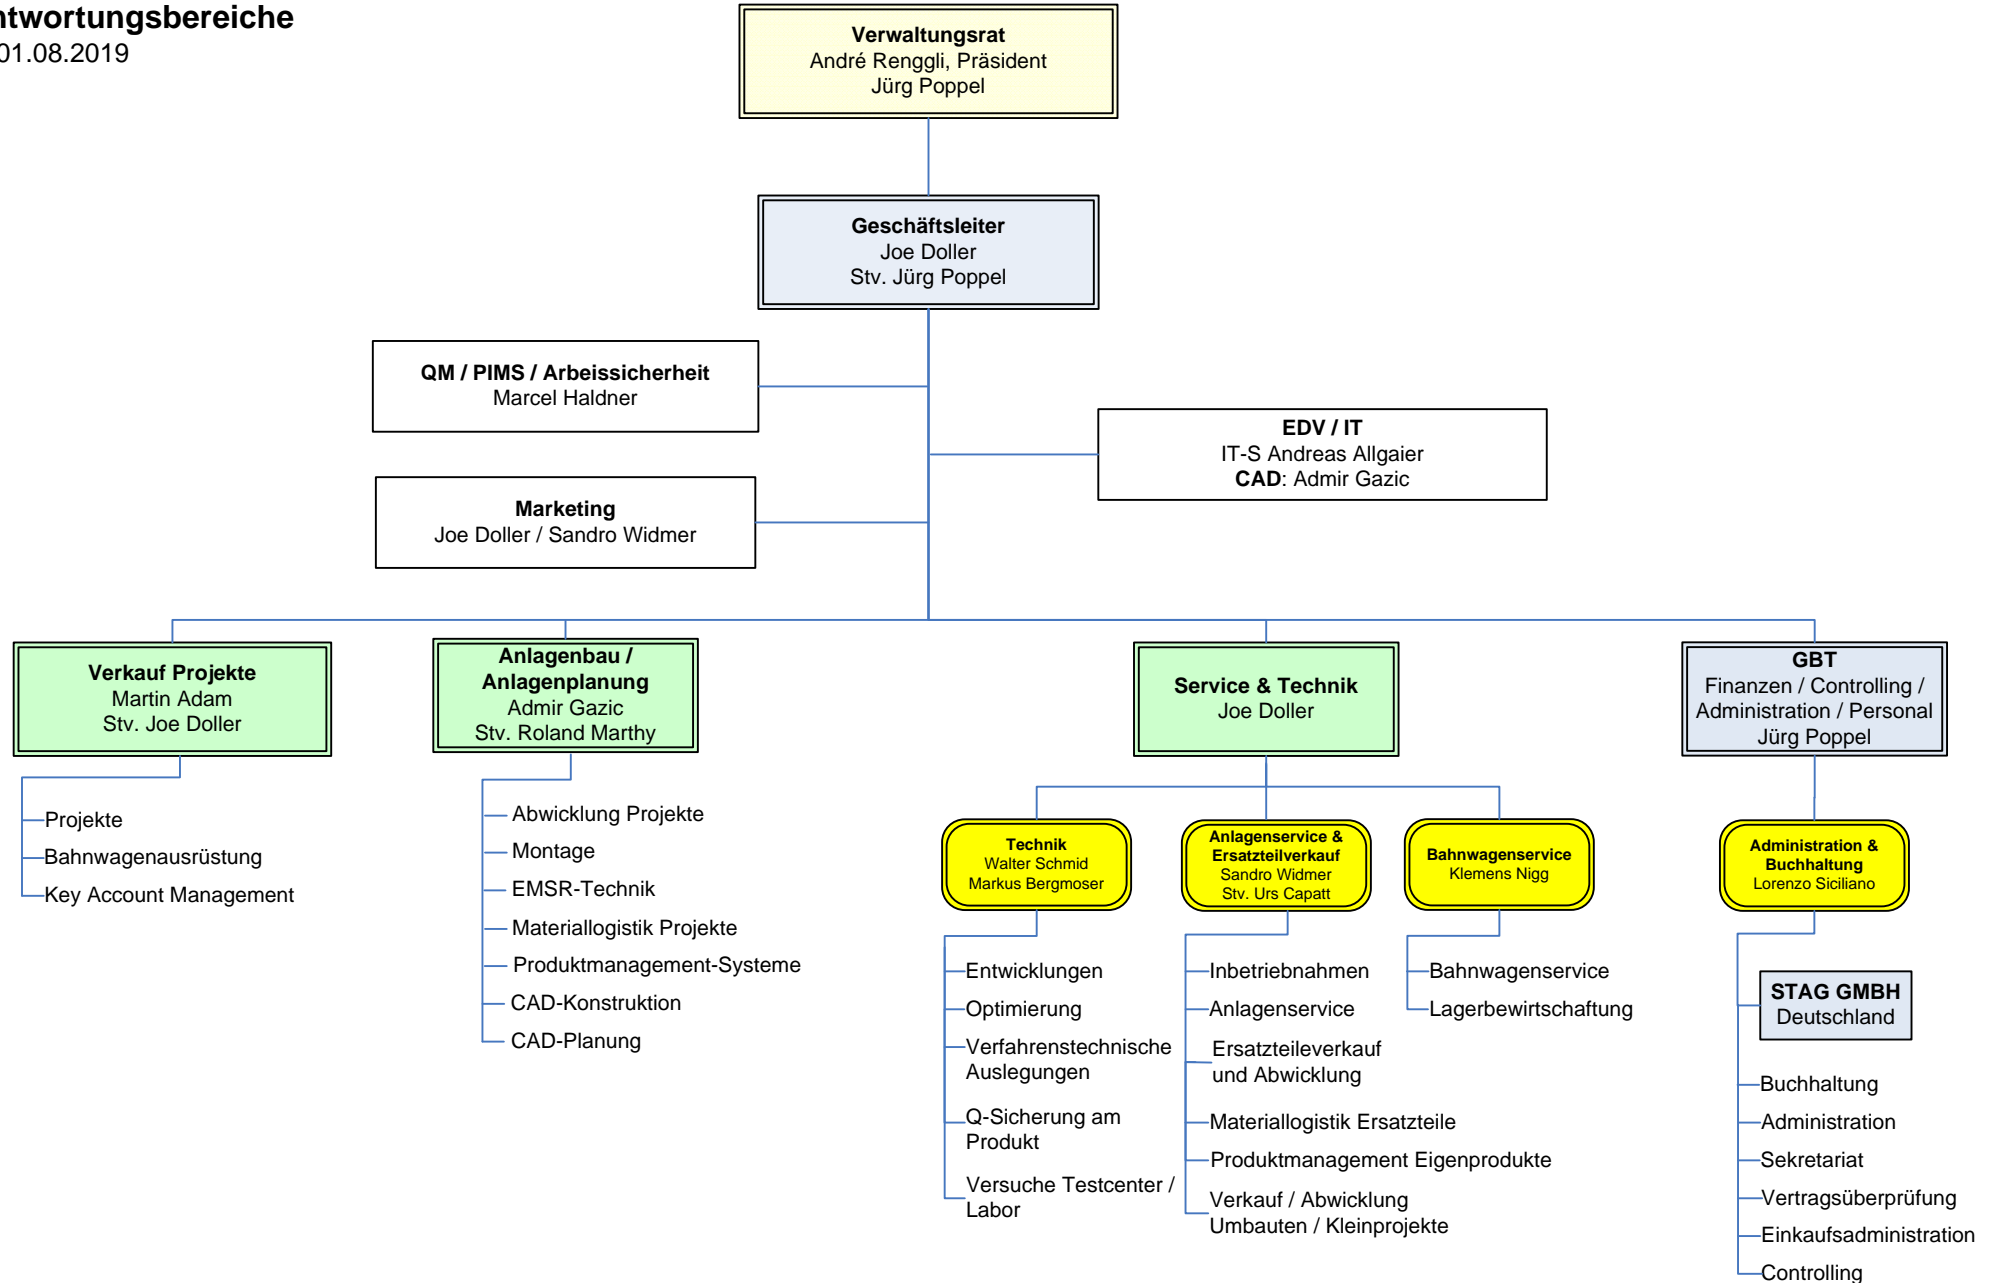 ntwortungsbereiche
01.08.2019
Verwaltungsrat
André Renggli, Präsident
Jürg Poppel
Geschäftsleiter
Joe Doller
Stv. Jürg Poppel
QM / PIMS / Arbeissicherheit
Marcel Haldner
EDV / IT
IT-S Andreas Allgaier
CAD: Admir Gazic
Marketing
Joe Doller / Sandro Widmer
Verkauf Projekte
Martin Adam
Stv. Joe Doller
Projekte
Bahnwagenausrüstung
Key Account Management
Anlagenbau /
Anlagenplanung
Admir Gazic
Stv. Roland Marthy
Abwicklung Projekte
Montage
EMSR-Technik
Materiallogistik Projekte
Produktmanagement-Systeme
CAD-Konstruktion
CAD-Planung
Service & Technik
Joe Doller
Technik
Walter Schmid
Markus Bergmoser
Entwicklungen
Optimierung
Verfahrenstechnische
Auslegungen
Q-Sicherung am
Produkt
Versuche Testcenter /
Labor
Anlagenservice &
Ersatzteilverkauf
Sandro Widmer
Stv. Urs Capatt
Inbetriebnahmen
Anlagenservice
Ersatzteileverkauf
und Abwicklung
Materiallogistik Ersatzteile
Produktmanagement Eigenprodukte
Verkauf / Abwicklung
Umbauten / Kleinprojekte
Bahnwagenservice
Klemens Nigg
Bahnwagenservice
Lagerbewirtschaftung
GBT
Finanzen / Controlling /
Administration / Personal
Jürg Poppel
Administration &
Buchhaltung
Lorenzo Siciliano
STAG GMBH
Deutschland
Buchhaltung
Administration
Sekretariat
Vertragsüberprüfung
Einkaufsadministration
Controlling